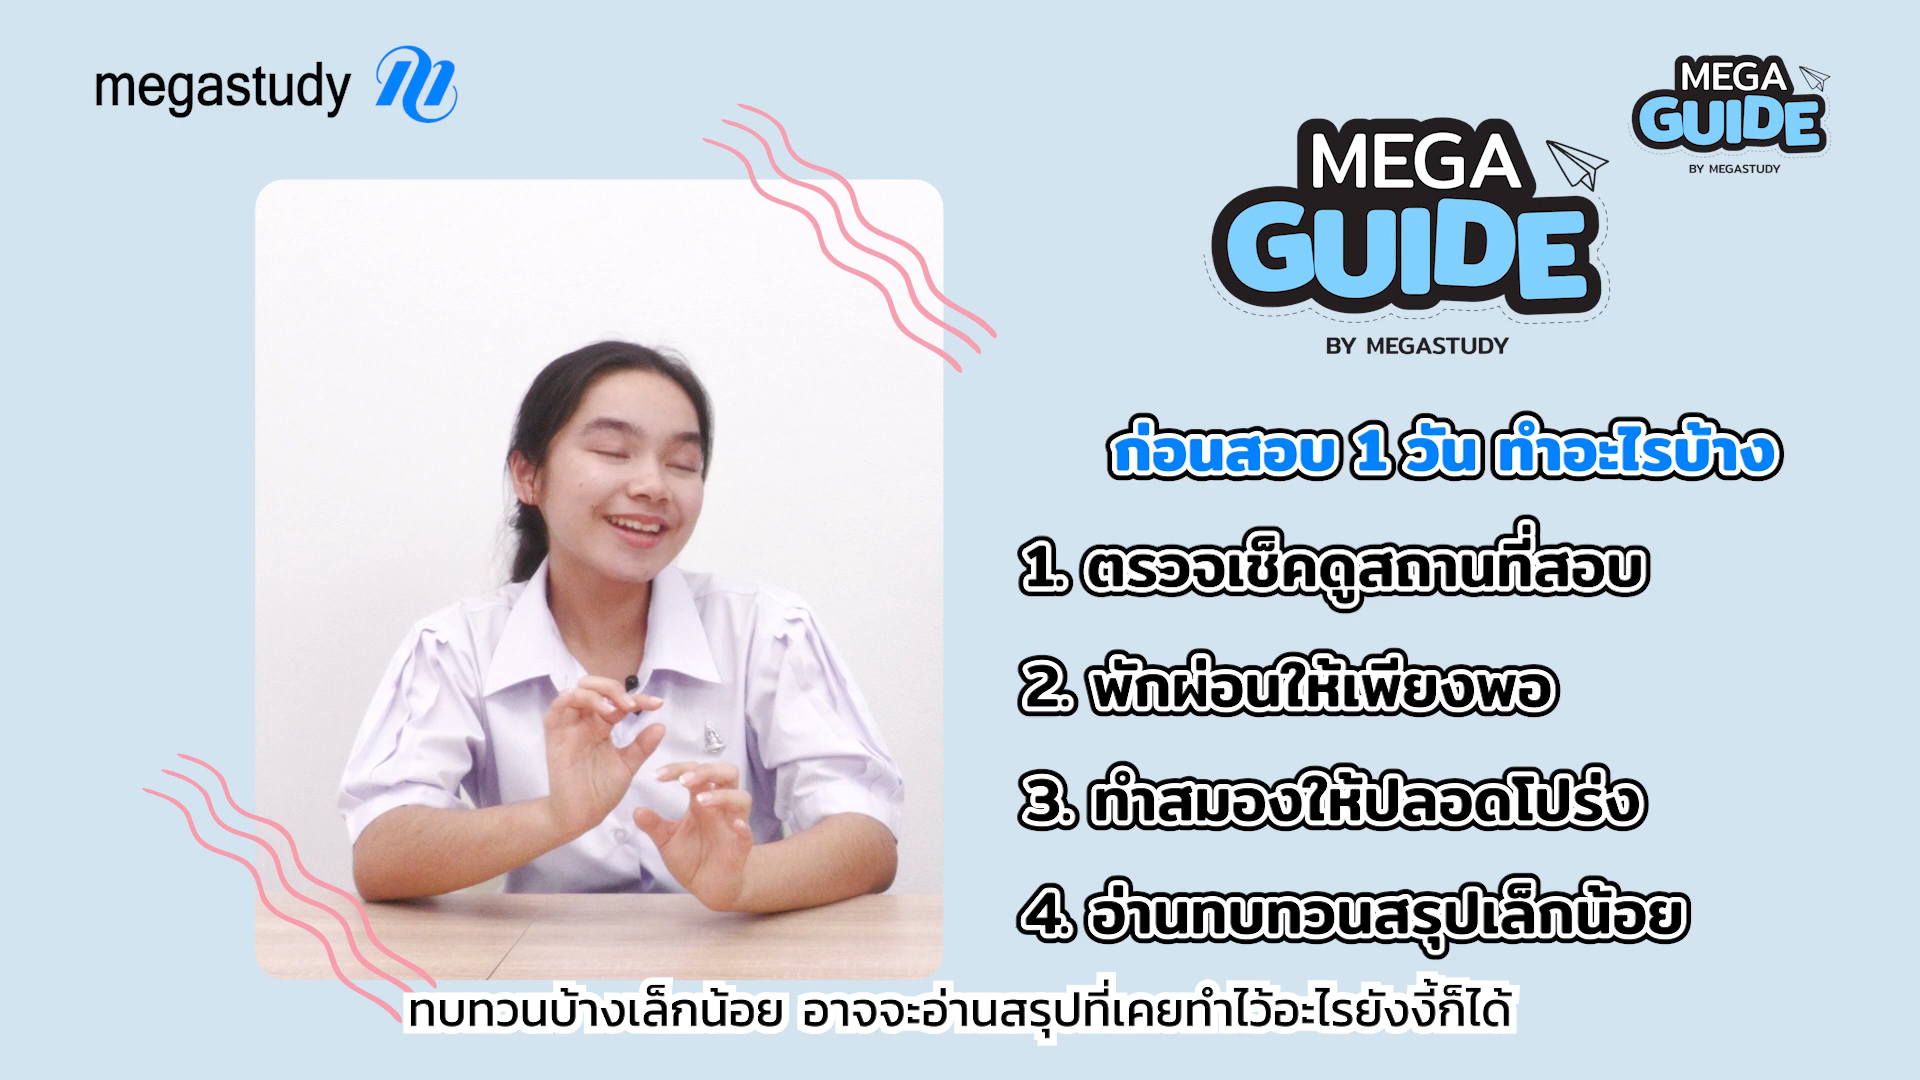 megastudy
MEGA
GUIDE
BY MEGASTUDY
MEGA
GUIDE
BY MEGASTUDY
ก่อนสอบ 1 วัน ทำอะไรบ้าง
1. ตรวจเช็คดูสถานที่สอบ
2. พักผ่อนให้เพียงพอ
3. ทำสมองให้ปลอดโปร่ง
4. อ่านทบทวนสรุปเล็กน้อย
ทบทวนบ้างเล็กน้อย อาจจะอ่านสรุปที่เคยทำไว้อะไรยังงี้ก็ได้